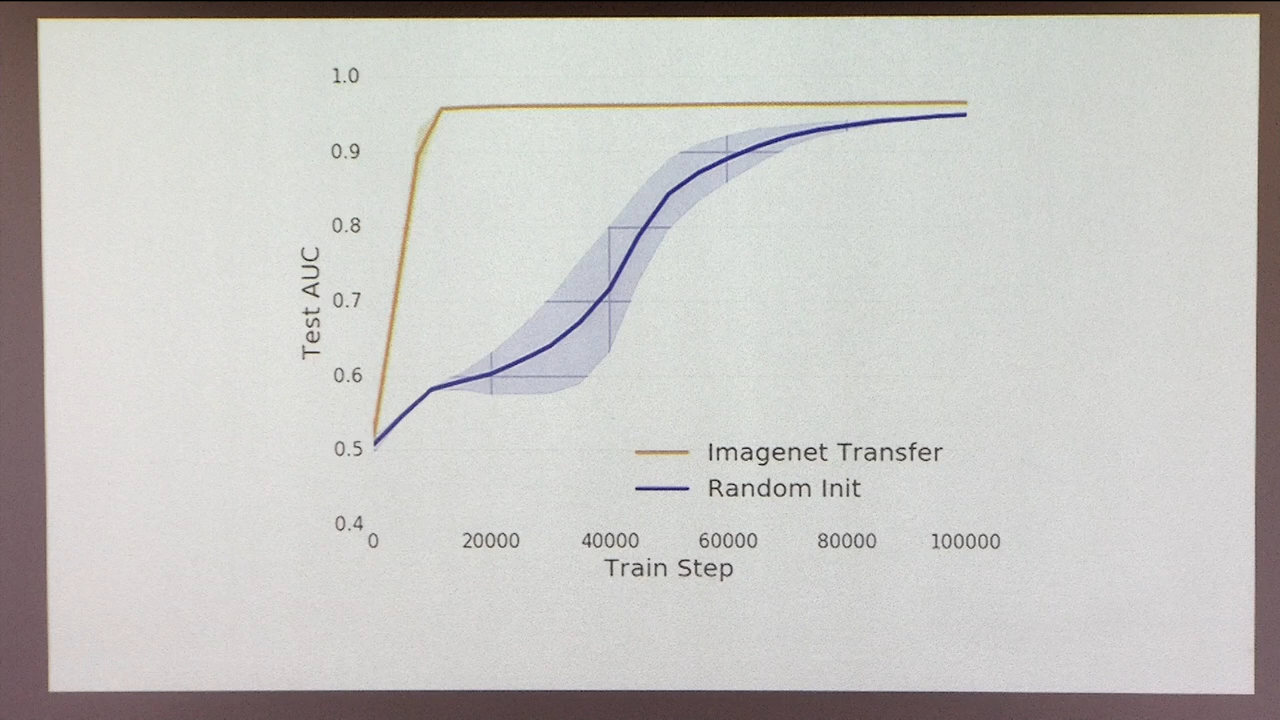 1.0
0.9
0.8
0.7
0.6
0.5
0.4
Test AUC
Imagenet Transfer
Random Init
0 20000 40000 60000 80000 100000
Train Step